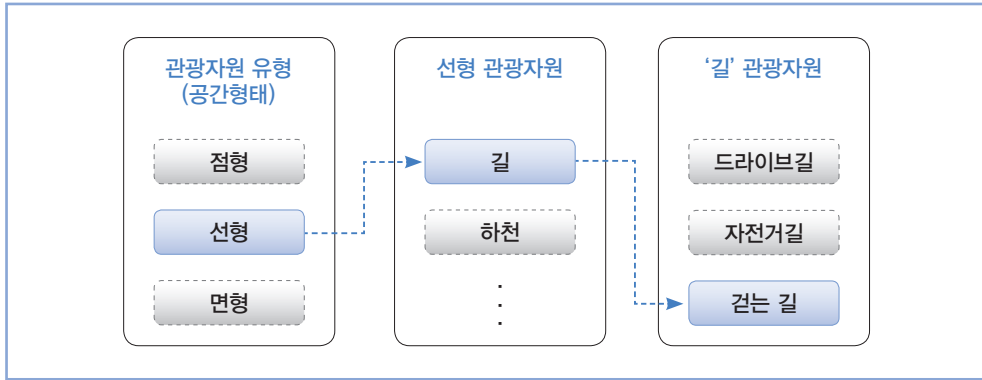 관광자원 유형
(공간형태)
점형
선형
면형
선형 관광자원
길
하천
.
.
.
‘길’ 관광자원
드라이브길
자전거길
걷는 길